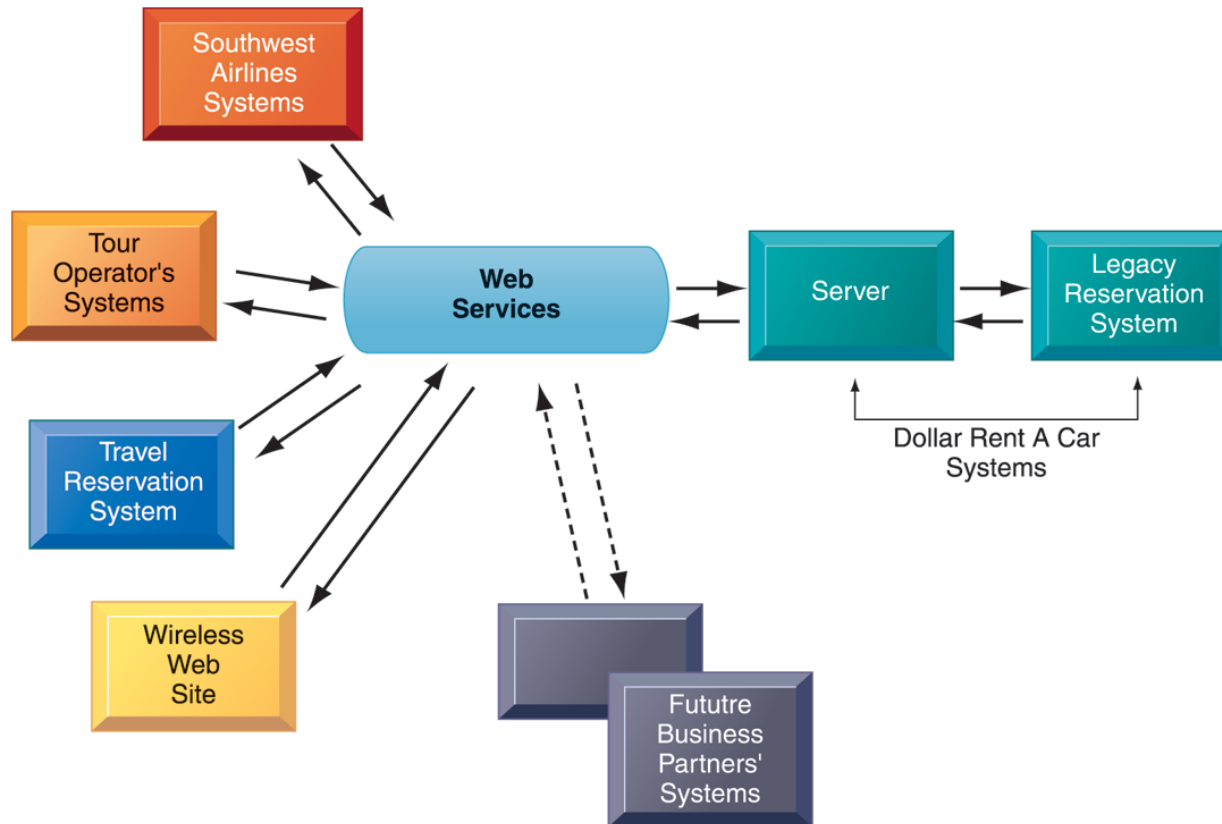 Southwest
Airlines
Systems
Tour
Operator's
Systems
Web
Services
Server
Legacy
Reservation
System
Dollar Rent A Car
Systems
Travel
Reservation
System
Wireless
Web
Site
Fututre
Business
Partners'
Systems